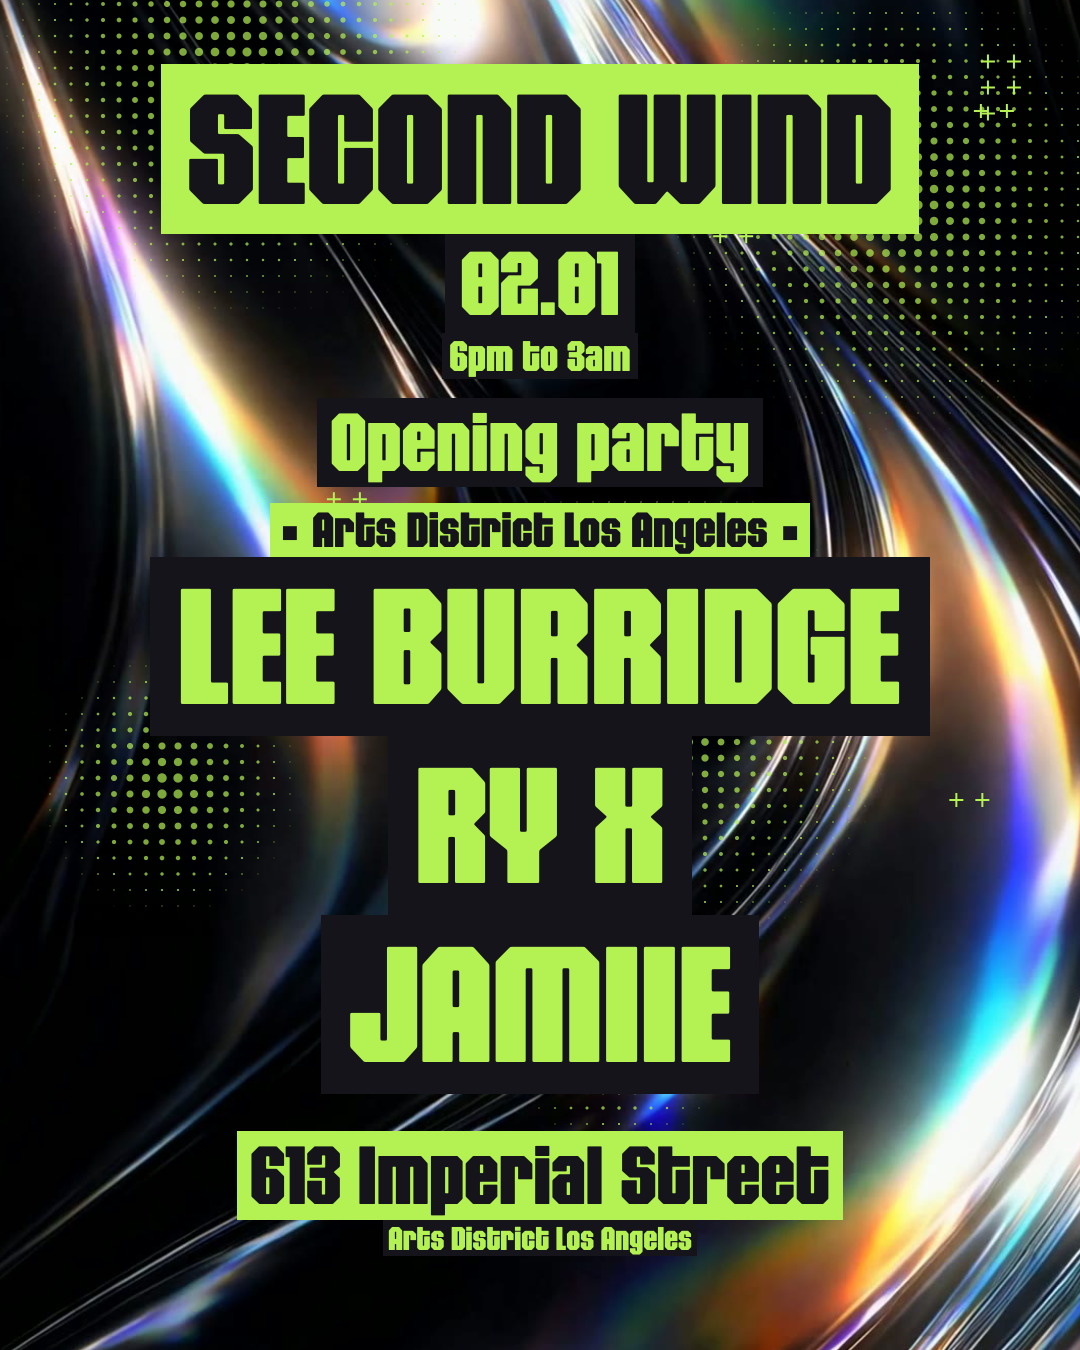 SECOND WIND
02.01
6pm to 3am
Opening party
▪ Arts District Los Angeles ▪
LEE BURRIDGE
RY X
JAMIIE
613 Imperial Street
Arts District Los Angeles